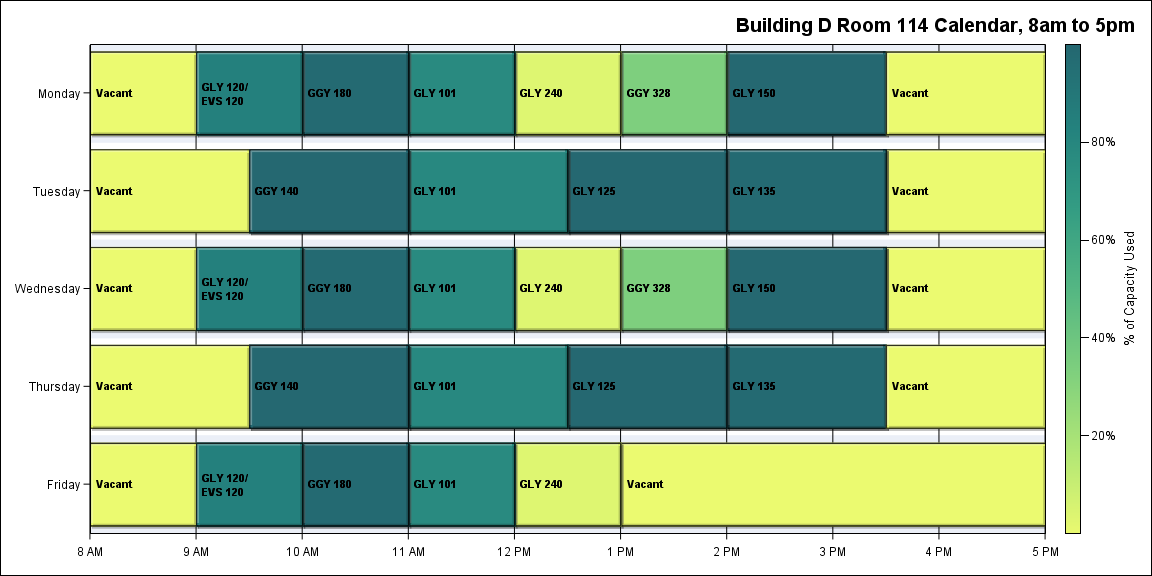 Building D Room 114 Calendar, 8am to 5pm
Monday
Vacant
GLY 120/
EVS 120
GGY 180
GLY 101
GLY 240
GGY 328
GLY 150
Vacant
Tuesday
Vacant
GGY 140
GLY 101
GLY 125
GLY 135
Vacant
Wednesday
Vacant
GLY 120/
EVS 120
GGY 180
GLY 101
GLY 240
GGY 328
GLY 150
Vacant
Thursday
Vacant
GGY 140
GLY 101
GLY 125
GLY 135
Vacant
Friday
Vacant
GLY 120/
EVS 120
GGY 180
GLY 101
GLY 240
Vacant
8 AM
9 AM
10 AM
11 AM
12 PM
1 PM
2 PM
3 PM
4 PM
5 PM
80%
60%
40%
20%
% of Capacity Used